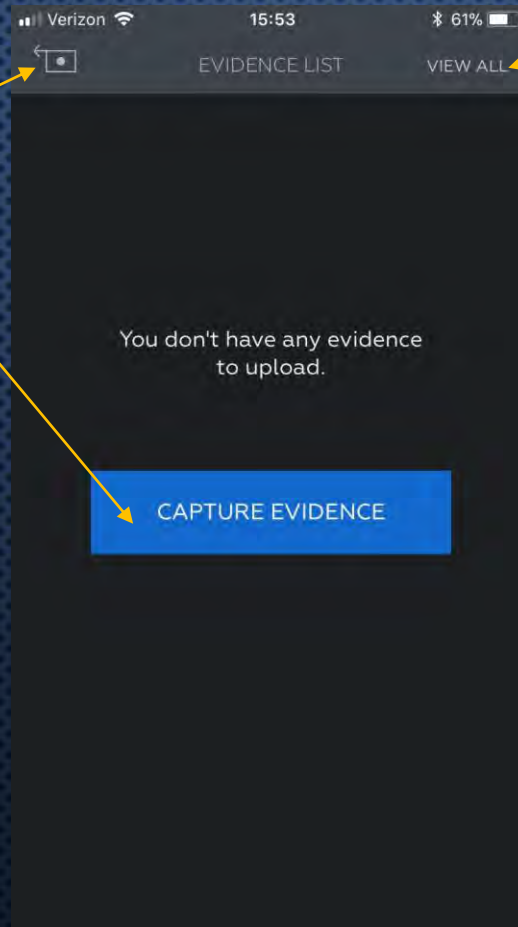 Verizon 15:53 61%
EVIDENCE LIST VIEW ALL
You don't have any evidence
to upload.
CAPTURE EVIDENCE